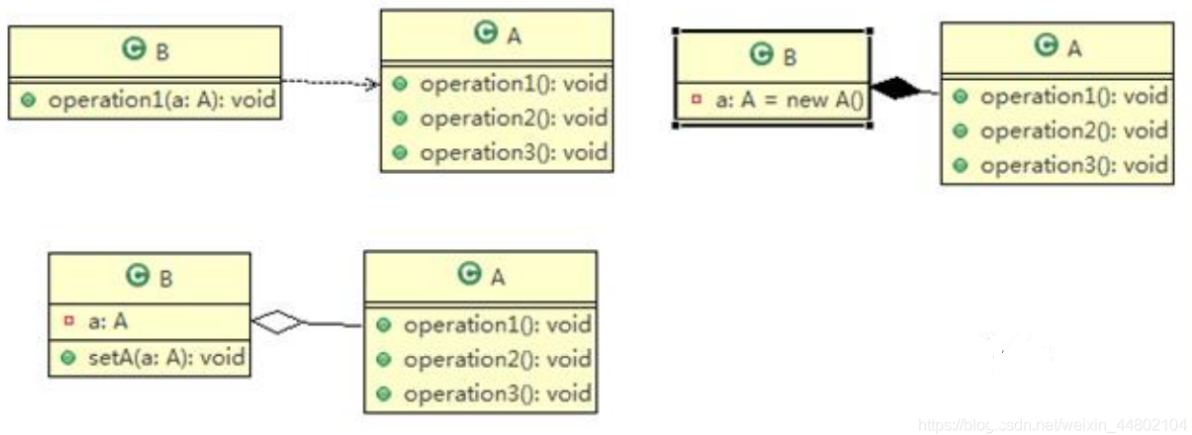 B
operation1(a: A): void
A
operation1(): void
operation2(): void
operation3(): void
B
a: A = new A()
A
operation1(): void
operation2(): void
operation3(): void
B
a: A
setA(a: A): void
A
operation1(): void
operation2(): void
operation3(): void
https://blog.csdn.net/weixin_44802104